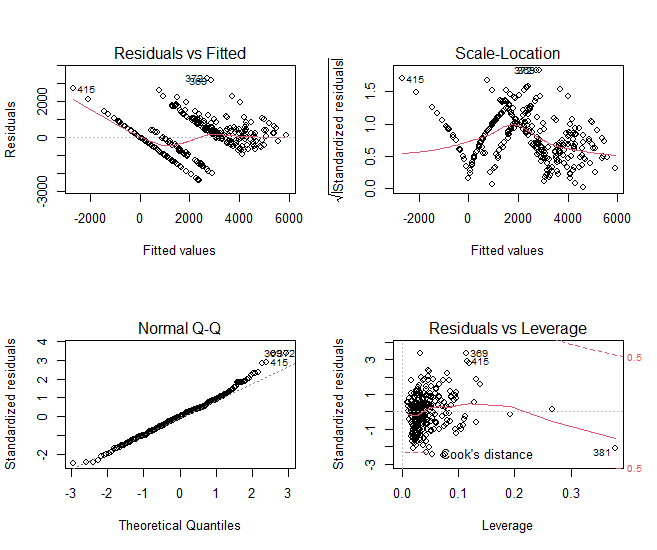 Residuals vs Fitted
Residuals
-3000 0 2000
415
-2000 0 2000 4000 6000
Fitted values
Scale-Location
√|Standardized residuals|
0.0 0.5 1.0 1.5
415
-2000 0 2000 4000 6000
Fitted values
Normal Q-Q
Standardized residuals
-2 0 1 2 3 4
415
-3 -2 -1 0 1 2 3
Theoretical Quantiles
Residuals vs Leverage
Standardized residuals
-3 -1 0 2 4
369
415
381
0.5
0.5
Cook's distance
0.0 0.1 0.2 0.3
Leverage